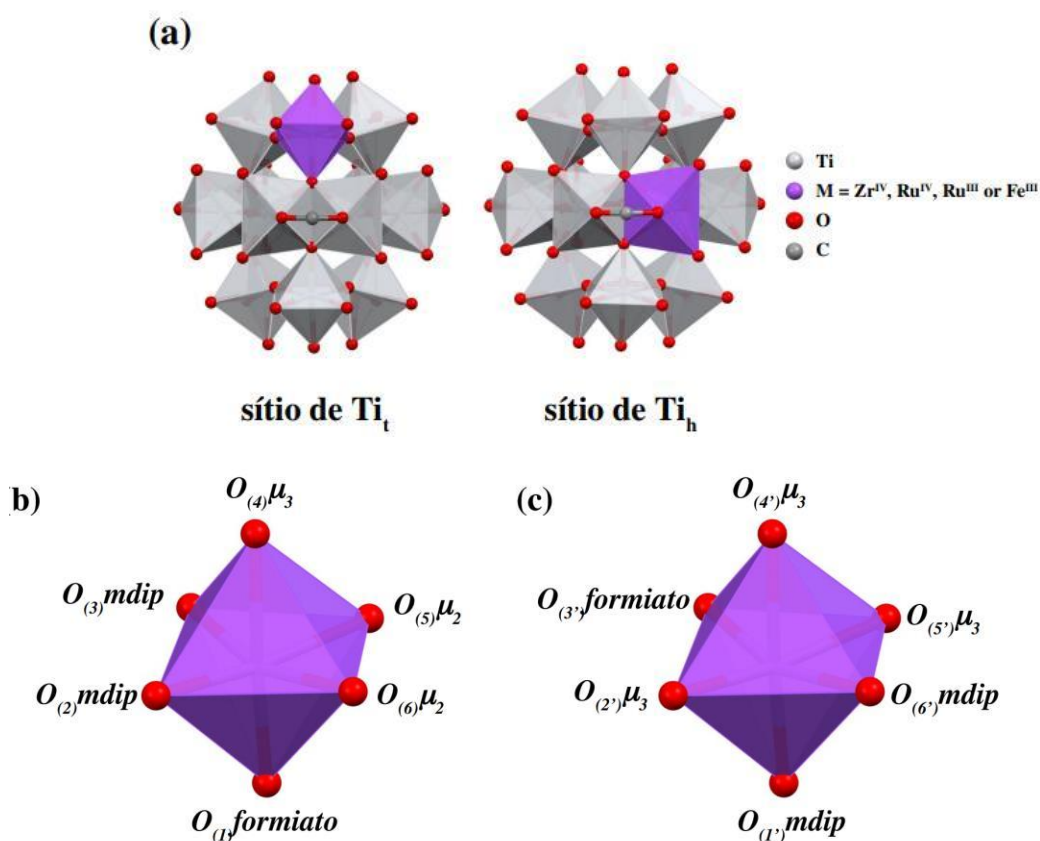 (a)
Ti
M = Zr^IV, Ru^IV, Ru^III or Fe^III
O
C
sítio de Ti_t
sítio de Ti_h
b)
O_(4)μ_3
O_(3)mdip
O_(5)μ_2
O_(2)mdip
O_(6)μ_2
O_(1)formiato
(c)
O_(4')μ_3
O_(3')formiato
O_(5')μ_3
O_(2')μ_3
O_(6')mdip
O_(1')mdip